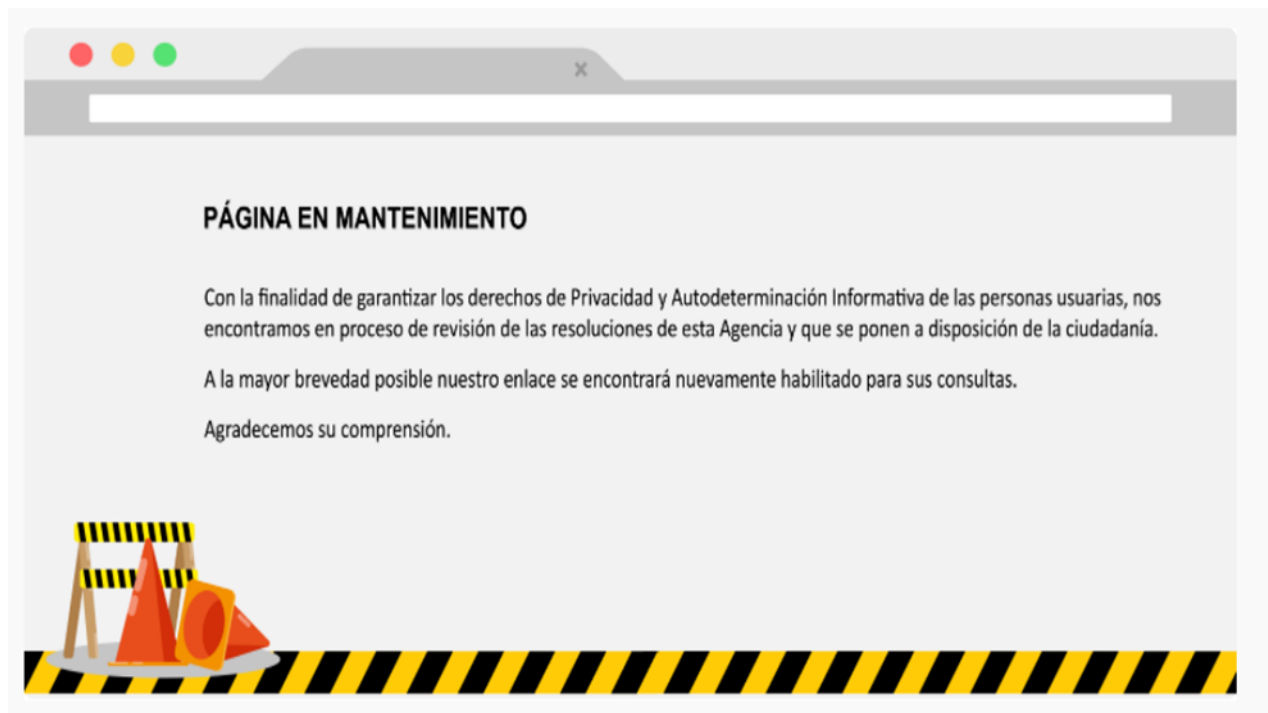 PÁGINA EN MANTENIMIENTO
Con la finalidad de garantizar los derechos de Privacidad y Autodeterminación Informativa de las personas usuarias, nos
encontramos en proceso de revisión de las resoluciones de esta Agencia y que se ponen a disposición de la ciudadanía.
A la mayor brevedad posible nuestro enlace se encontrará nuevamente habilitado para sus consultas.
Agradecemos su comprensión.